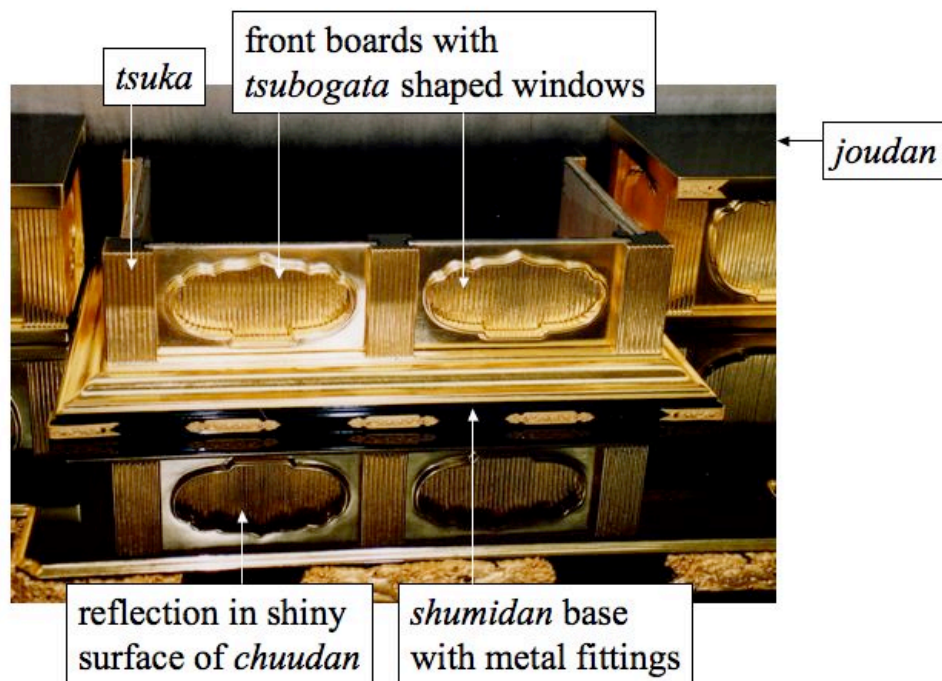 front boards with
tsubogata shaped windows
tsuka
joudan
reflection in shiny
surface of chuudan
shumidan base
with metal fittings